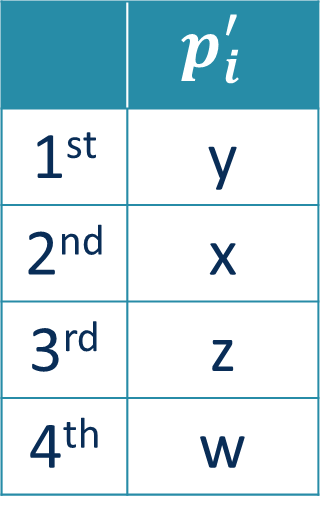 p′ᵢ
1st y
2nd x
3rd z
4th w